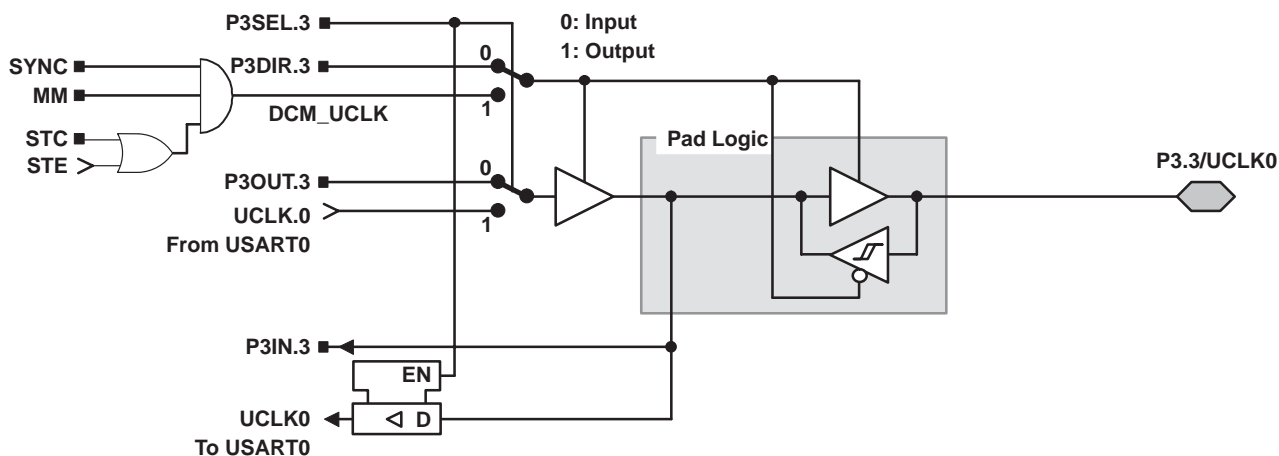 P3SEL.3
0: Input
1: Output
SYNC
P3DIR.3
0
MM
1
DCM_UCLK
STC
Pad Logic
STE
P3.3/UCLK0
P3OUT.3
0
UCLK.0
1
From USART0
P3IN.3
EN
UCLK0
D
To USART0